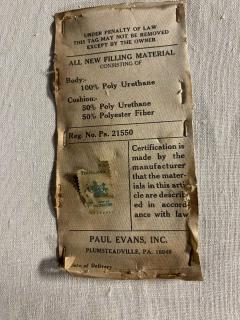 UNDER PENALTY OF LAW
THIS TAG MAY NOT BE REMOVED
EXCEPT BY THE OWNER.
ALL NEW FILLING MATERIAL
CONSISTING OF
Body:-
100% Poly Urethane
Cushion:-
50% Poly Urethane
50% Polyester Fiber
Reg. No. Pa. 21550
Certification is
made by the
manufacturer
that the mate-
rials in this arti-
cle are describ-
ed in accord-
ance with law
PAUL EVANS, INC.
PLUMSTEADVILLE, PA. 18949
Date of Delivery